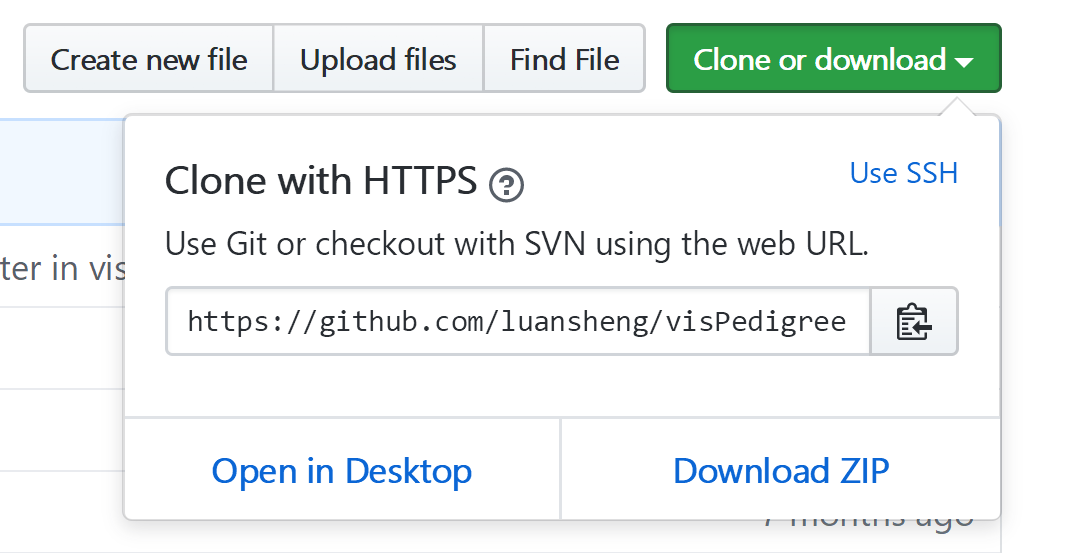 Create new file Upload files Find File Clone or download
Clone with HTTPS ?
Use SSH
Use Git or checkout with SVN using the web URL.
ter in vis
https://github.com/luansheng/visPedigree
Open in Desktop Download ZIP
7 months ago